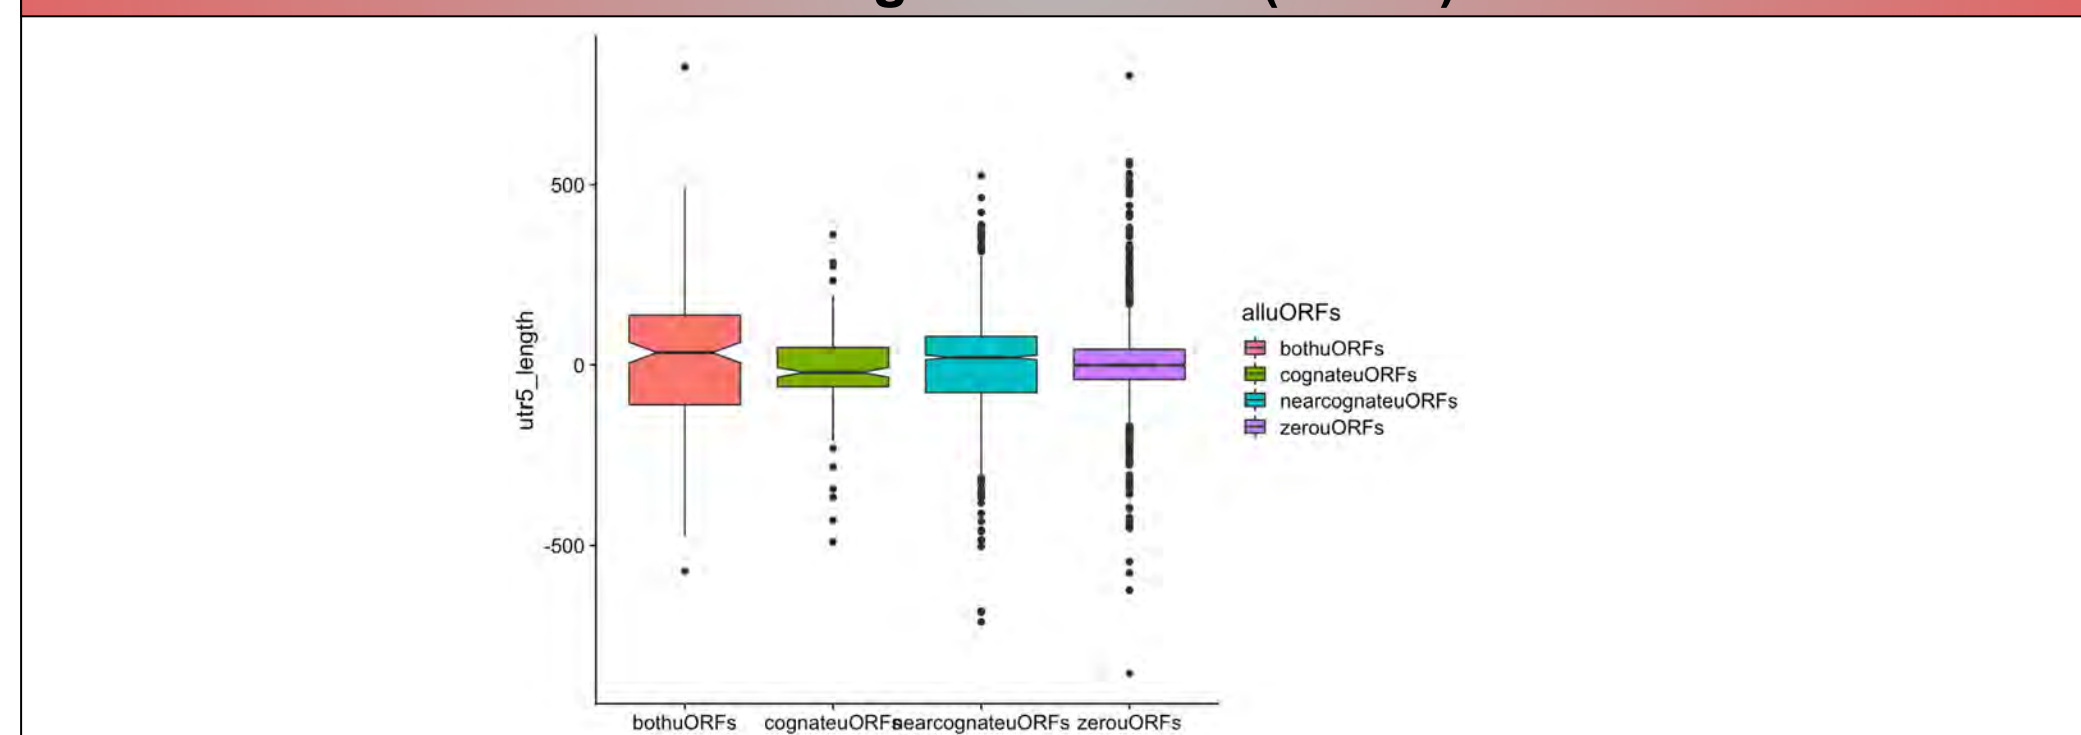 500
0
-500
utr5_length
bothuORFs
cognateuORFs
nearcognateuORFs
zerouORFs
alluORFs
bothuORFs
cognateuORFs
nearcognateuORFs
zerouORFs